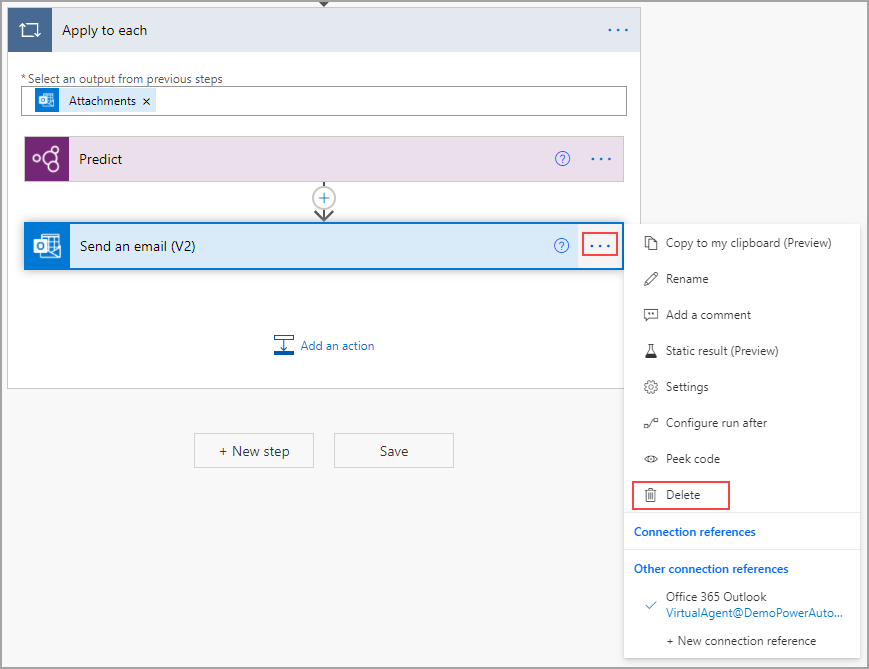 Apply to each
* Select an output from previous steps
Attachments ×
Predict
?
Send an email (V2)
?
Add an action
+ New step
Save
Copy to my clipboard (Preview)
Rename
Add a comment
Static result (Preview)
Settings
Configure run after
Peek code
Delete
Connection references
Other connection references
Office 365 Outlook
VirtualAgent@DemoPowerAuto...
+ New connection reference